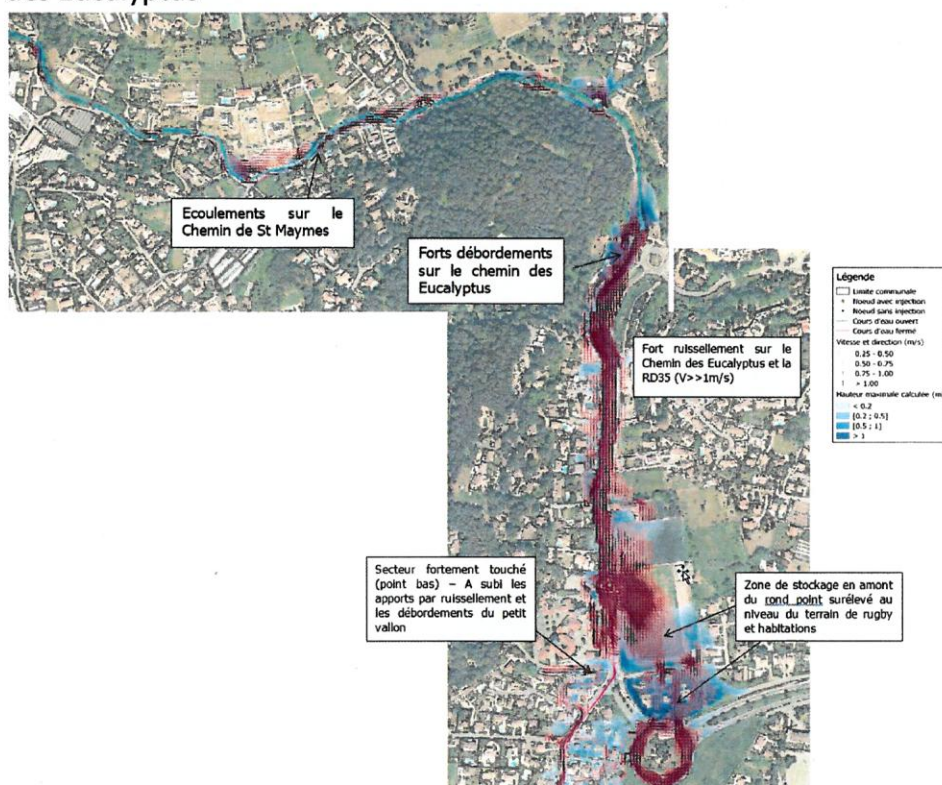 des Eucalyptus
Ecoulements sur le
Chemin de St Maymes
Forts débordements
sur le chemin des
Eucalyptus
Fort ruissellement sur le
Chemin des Eucalyptus et la
RD35 (V>>1m/s)
Légende
Limite communale
Noeud avec injection
Noeud sans injection
Cours d'eau ouvert
Cours d'eau fermé
Vitesse et direction (m/s)
0.25 - 0.50
0.50 - 0.75
0.75 - 1.00
> 1.00
Hauteur maximale calculée (m)
< 0.2
[0.2 ; 0.5]
[0.5 ; 1]
> 1
Secteur fortement touché
(point bas) – A subi les
apports par ruissellement et
les débordements du petit
vallon
Zone de stockage en amont
du rond point surélevé au
niveau du terrain de rugby
et habitations